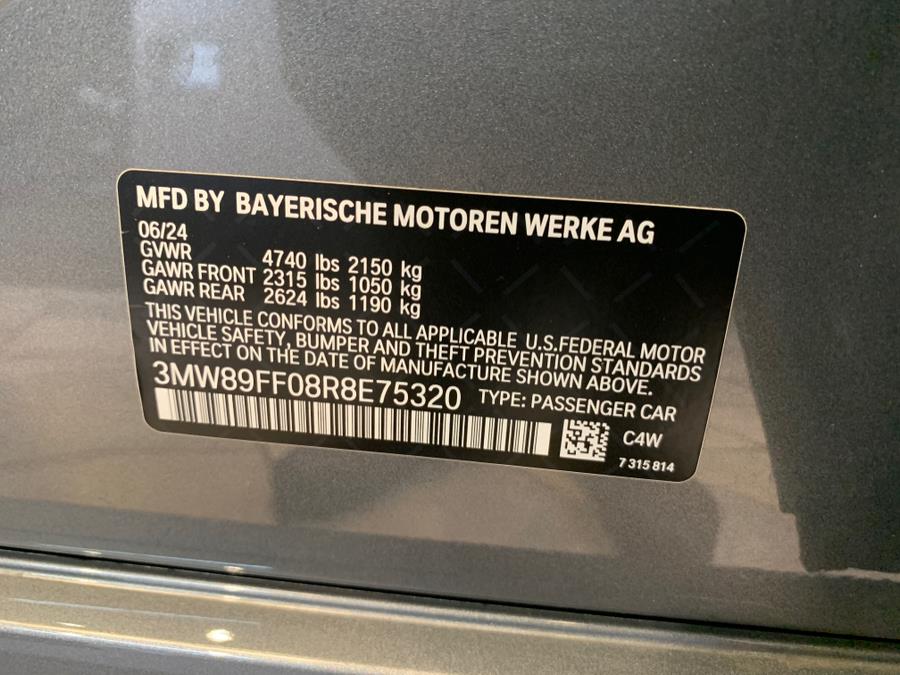 MFD BY BAYERISCHE MOTOREN WERKE AG
06/24
GVWR 4740 lbs 2150 kg
GAWR FRONT 2315 lbs 1050 kg
GAWR REAR 2624 lbs 1190 kg
THIS VEHICLE CONFORMS TO ALL APPLICABLE U.S.FEDERAL MOTOR
VEHICLE SAFETY, BUMPER AND THEFT PREVENTION STANDARDS
IN EFFECT ON THE DATE OF MANUFACTURE SHOWN ABOVE.
3MW89FF08R8E75320 TYPE: PASSENGER CAR
C4W
7 315 814